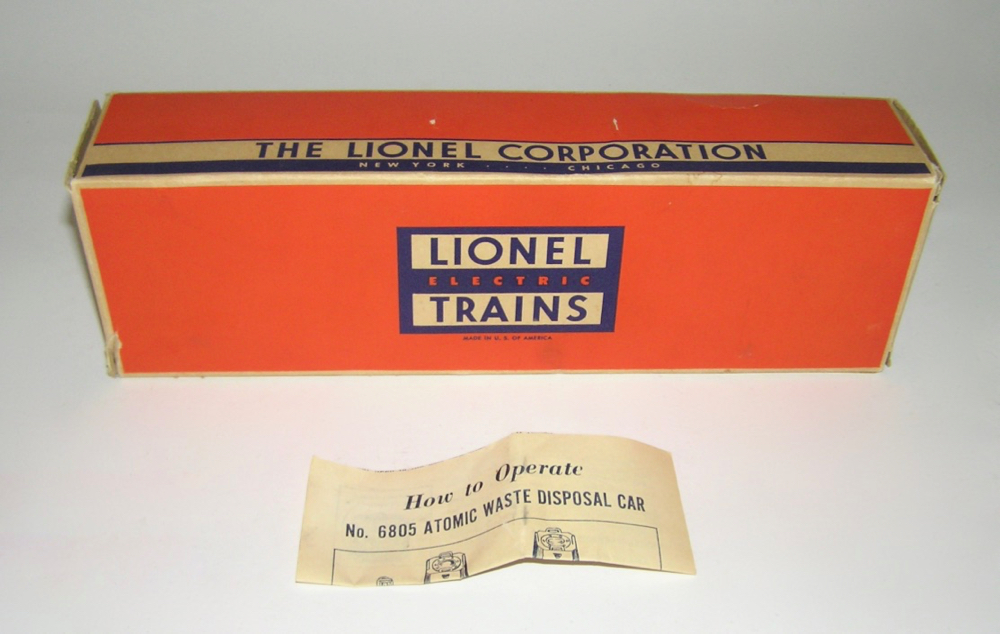 THE LIONEL CORPORATION
NEW YORK . . . . CHICAGO
LIONEL
ELECTRIC
TRAINS
MADE IN U. S. OF AMERICA
How to Operate
No. 6805 ATOMIC WASTE DISPOSAL CAR